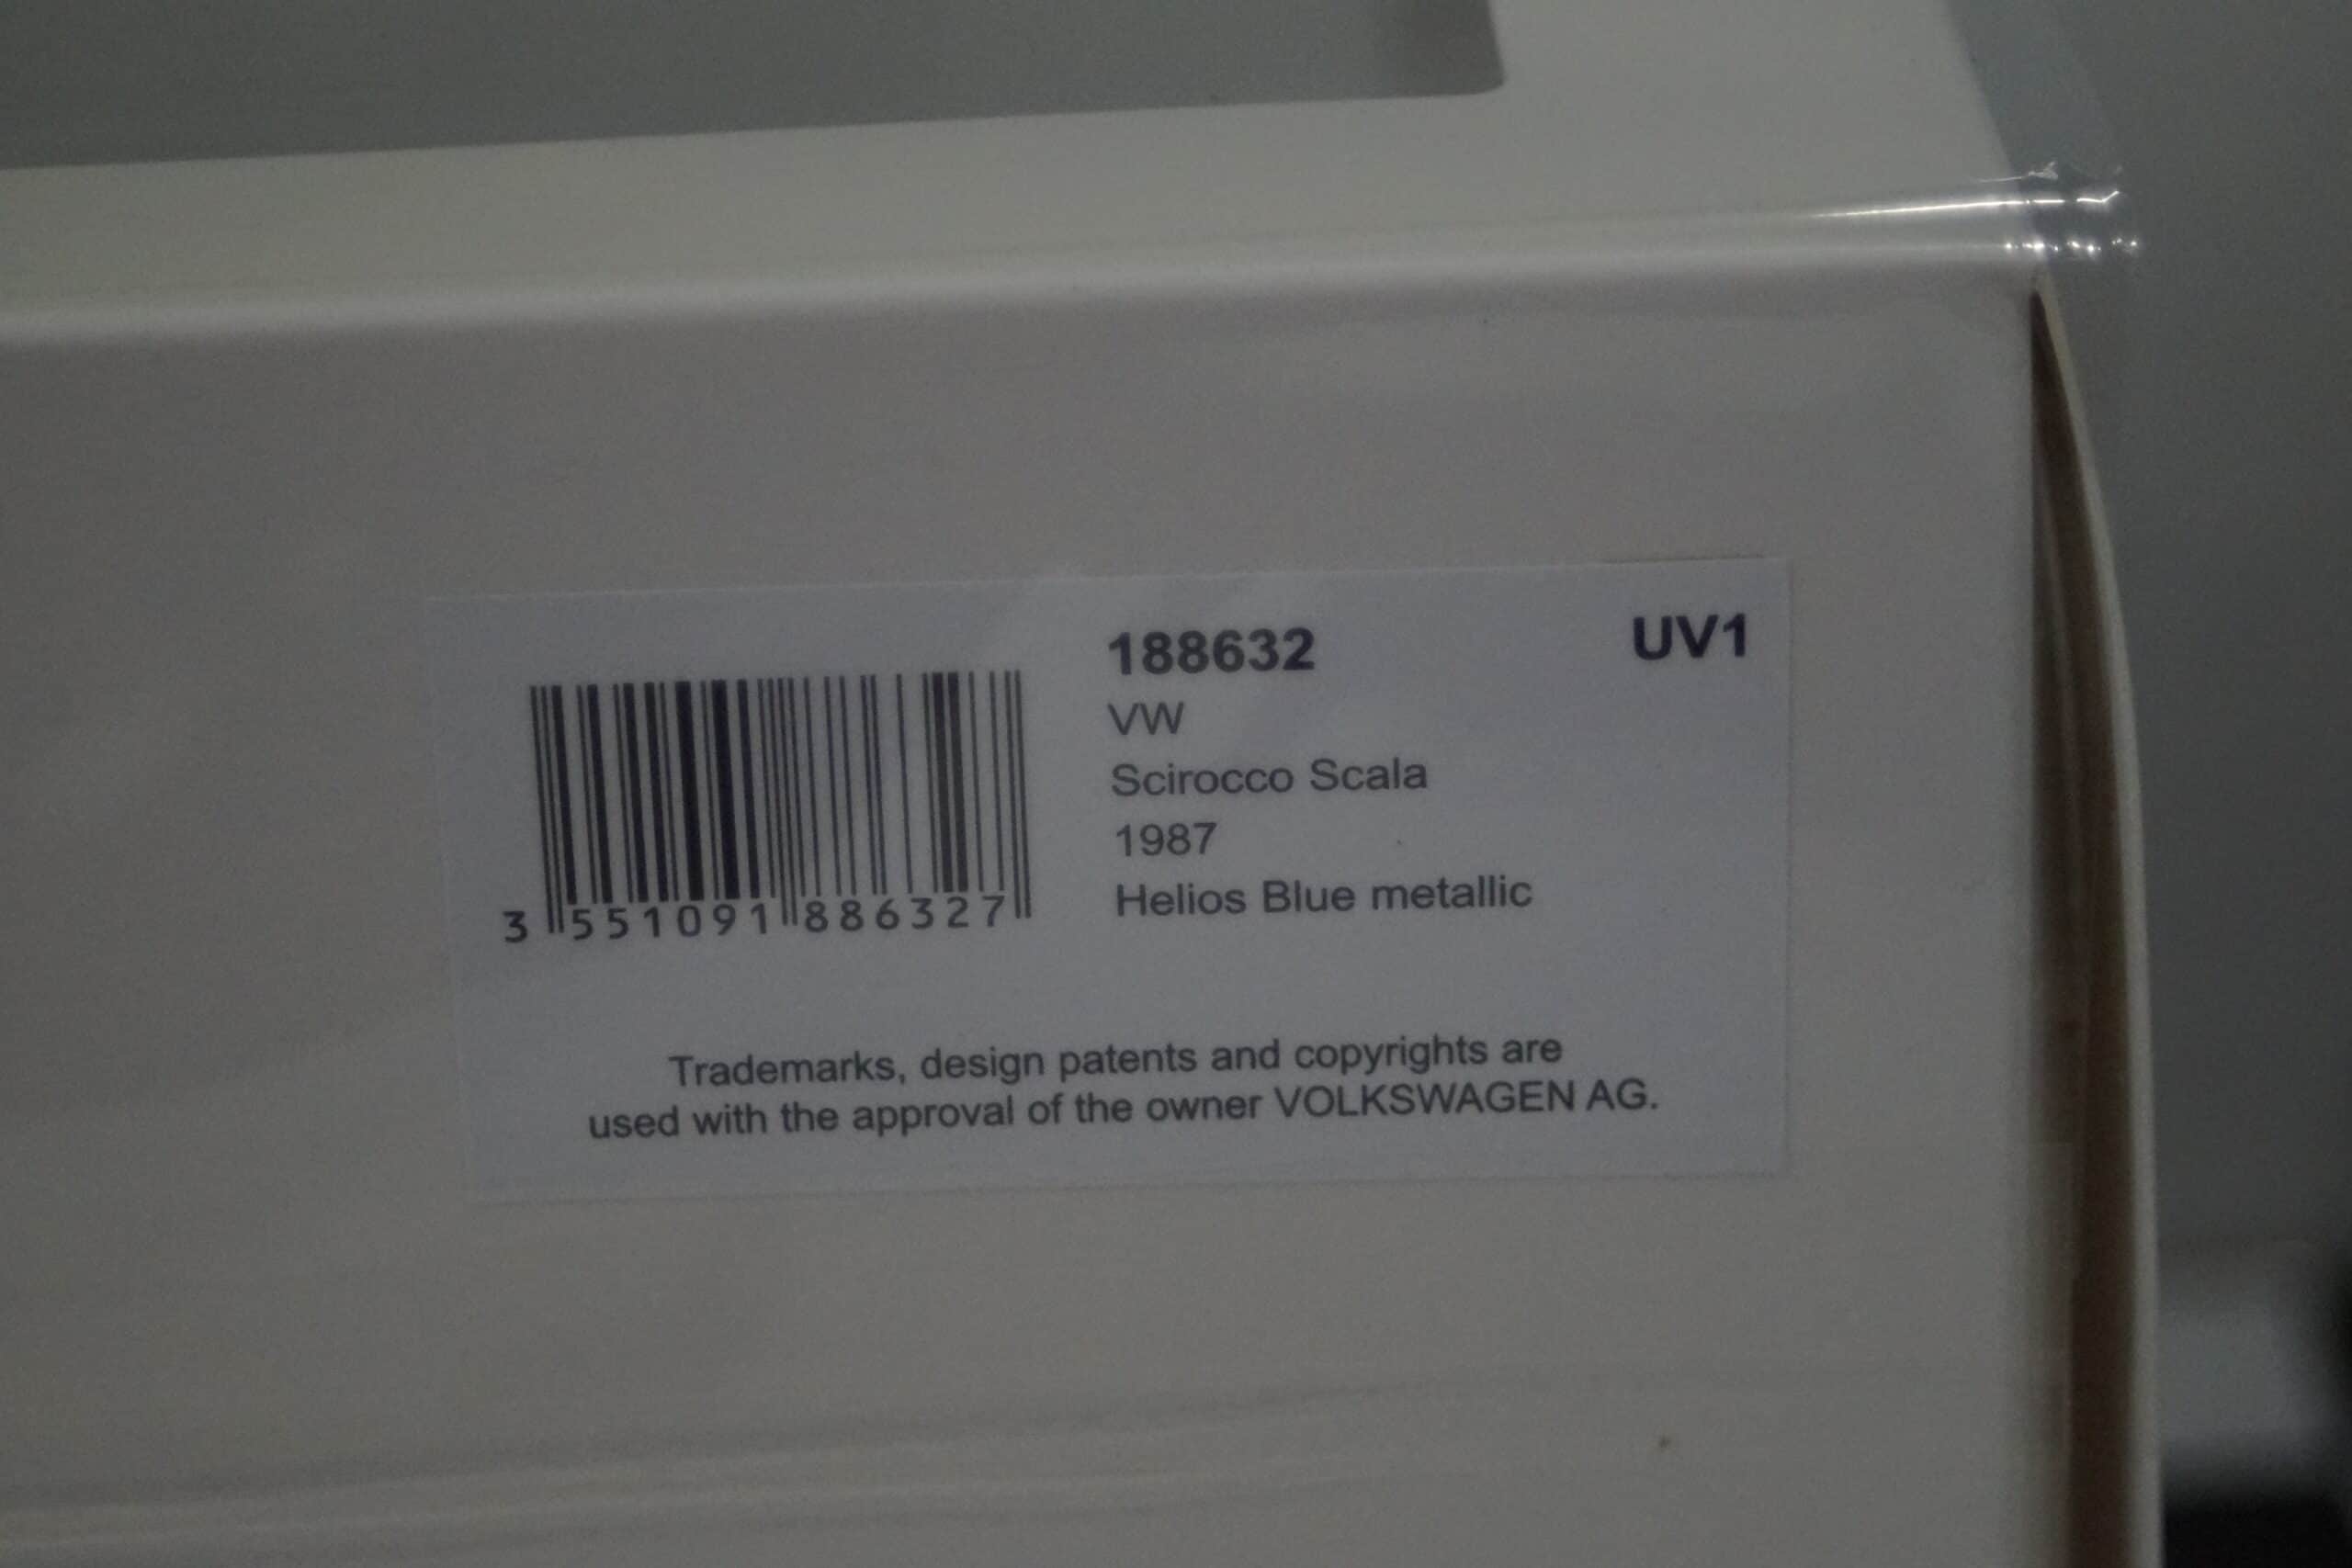 188632 UV1
VW
Scirocco Scala
1987
Helios Blue metallic
3 551091 886327
Trademarks, design patents and copyrights are
used with the approval of the owner VOLKSWAGEN AG.